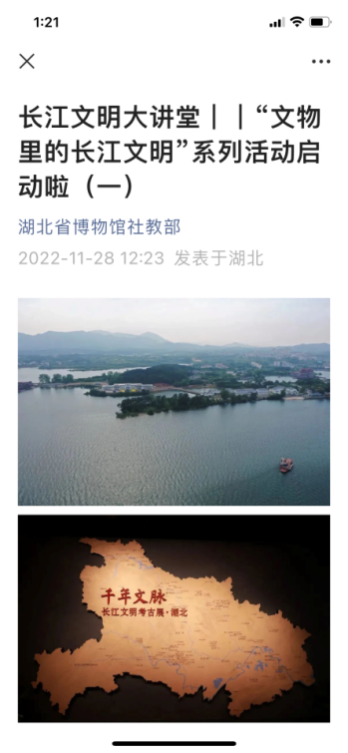 1:21
长江文明大讲堂｜｜“文物
里的长江文明”系列活动启
动啦（一）
湖北省博物馆社教部
2022-11-28 12:23 发表于湖北
千年文脉
长江文明考古展·湖北